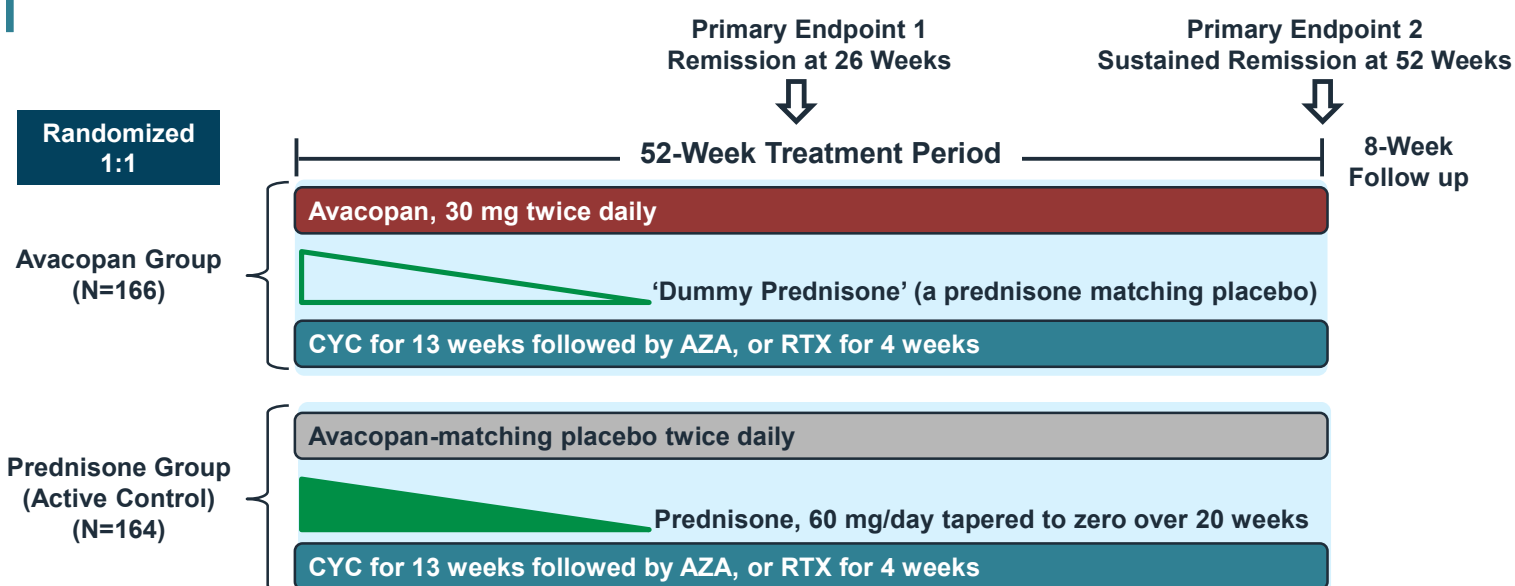 Primary Endpoint 1
Remission at 26 Weeks
Primary Endpoint 2
Sustained Remission at 52 Weeks
Randomized
1:1
52-Week Treatment Period
8-Week
Follow up
Avacopan Group
(N=166)
Avacopan, 30 mg twice daily
‘Dummy Prednisone’ (a prednisone matching placebo)
CYC for 13 weeks followed by AZA, or RTX for 4 weeks
Prednisone Group
(Active Control)
(N=164)
Avacopan-matching placebo twice daily
Prednisone, 60 mg/day tapered to zero over 20 weeks
CYC for 13 weeks followed by AZA, or RTX for 4 weeks